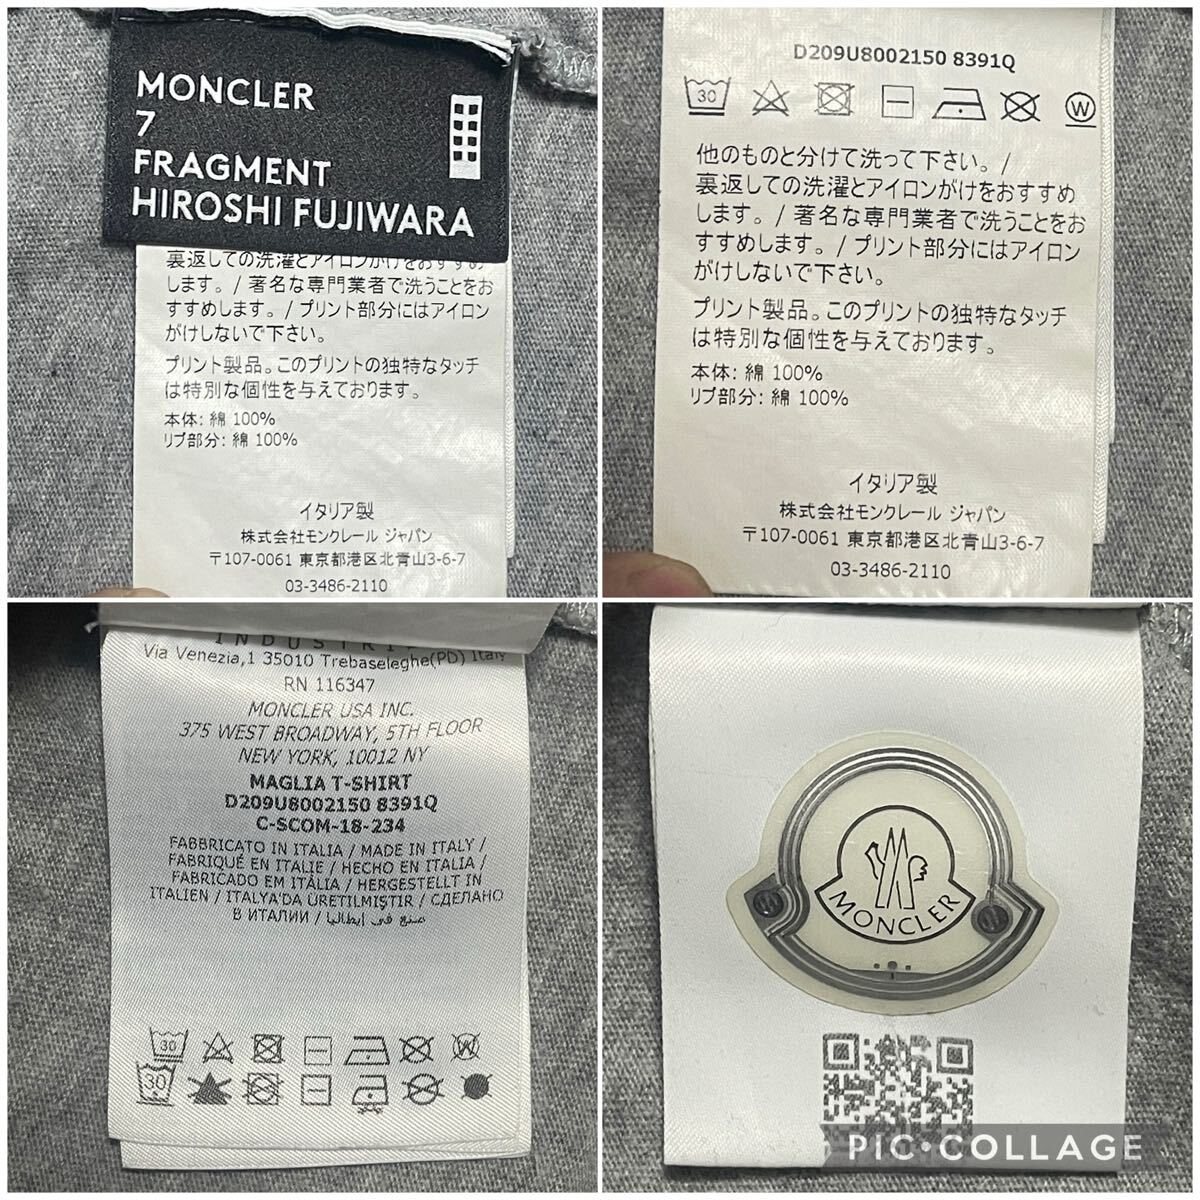 MONCLER
7
FRAGMENT
HIROSHI FUJIWARA
裏返しての洗濯とアイロンがけをおすすめ
します。/ 著名な専門業者で洗うことをお
すすめします。/ プリント部分にはアイロン
がけしないで下さい。
プリント製品。このプリントの独特なタッチ
は特別な個性を与えております。
本体: 綿 100%
リブ部分: 綿 100%
イタリア製
株式会社モンクレール ジャパン
〒107-0061 東京都港区北青山3-6-7
03-3486-2110
D209U8002150 8391Q
30
W
他のものと分けて洗って下さい。/
裏返しての洗濯とアイロンがけをおすすめ
します。/ 著名な専門業者で洗うことをお
すすめします。/ プリント部分にはアイロン
がけしないで下さい。
プリント製品。このプリントの独特なタッチ
は特別な個性を与えております。
本体: 綿 100%
リブ部分: 綿 100%
イタリア製
株式会社モンクレール ジャパン
〒107-0061 東京都港区北青山3-6-7
03-3486-2110
Via Venezia,1 35010 Trebaseleghe(PD) Italy
RN 116347
MONCLER USA INC.
375 WEST BROADWAY, 5TH FLOOR
NEW YORK, 10012 NY
MAGLIA T-SHIRT
D209U8002150 8391Q
C-SCOM-18-234
FABBRICATO IN ITALIA / MADE IN ITALY /
FABRIQUÉ EN ITALIE / HECHO EN ITALIA /
FABRICADO EM ITÁLIA / HERGESTELLT IN
ITALIEN / ITALYA'DA ÜRETILMIŞTIR / СДЕЛАНО
В ИТАЛИИ / صنع في إيطاليا
30
W
30
MONCLER
PIC•COLLAGE